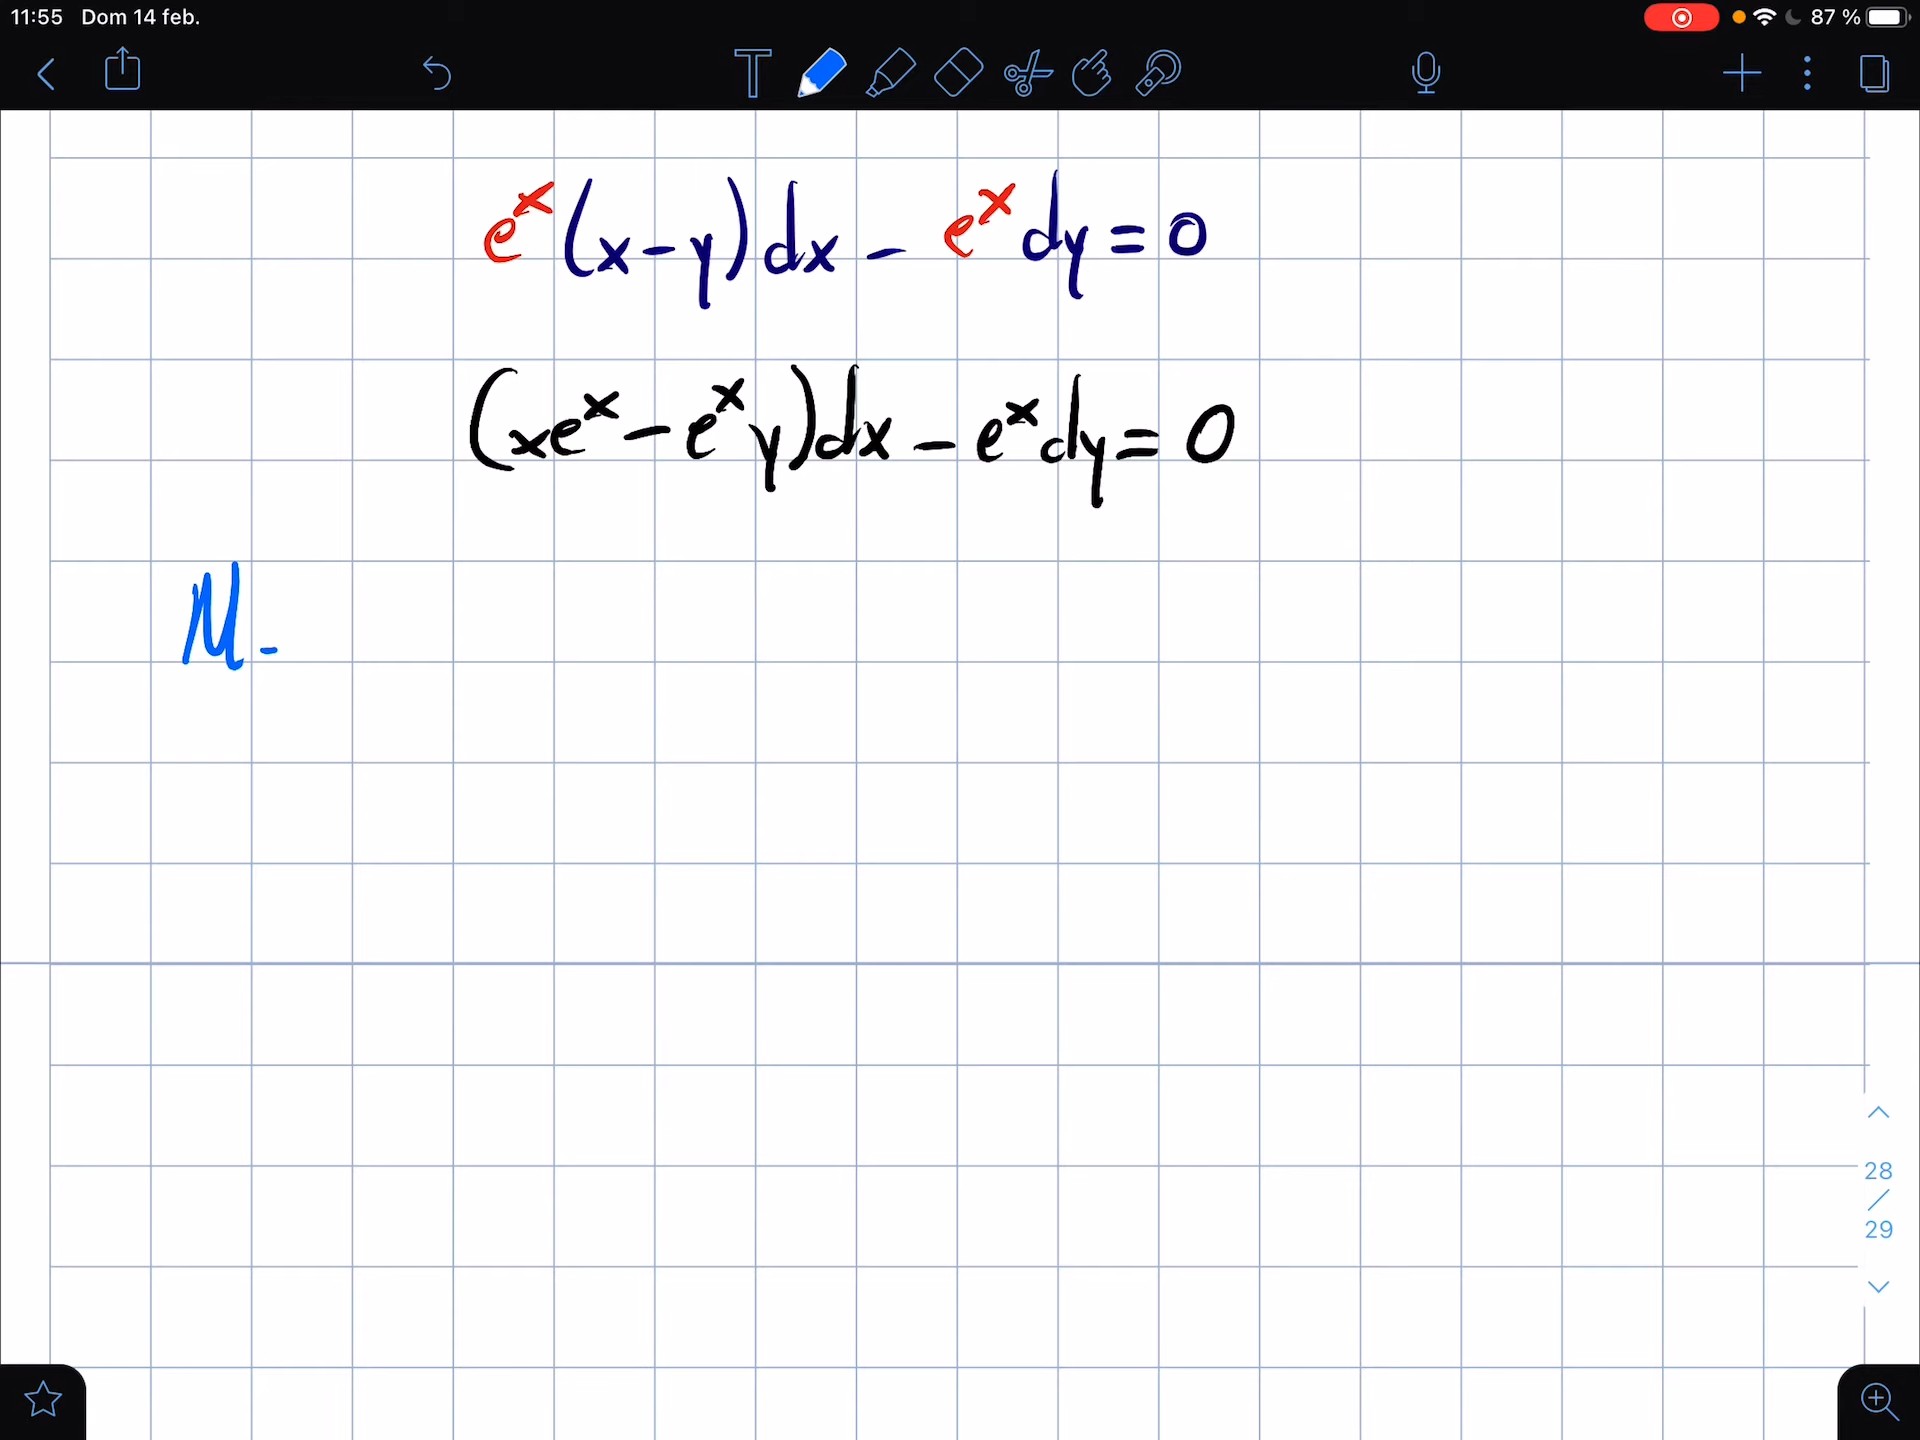 11:55 Dom 14 feb. 87 %
T
e^x (x-y)dx - e^x dy = 0
(xe^x - e^x y)dx - e^x dy = 0
M -
28
/
29